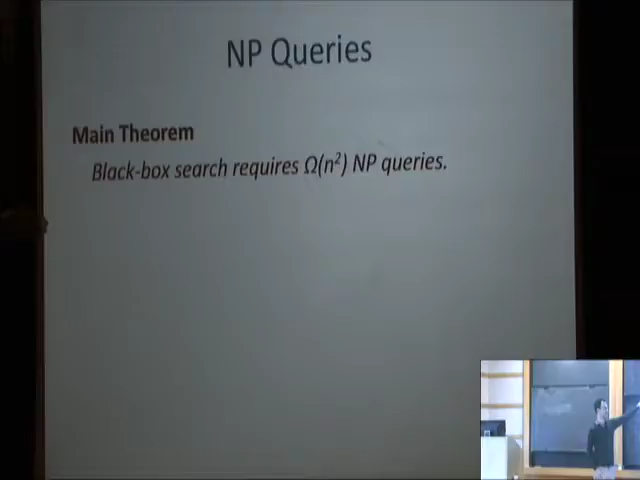 NP Queries
Main Theorem
Black-box search requires Ω(n²) NP queries.